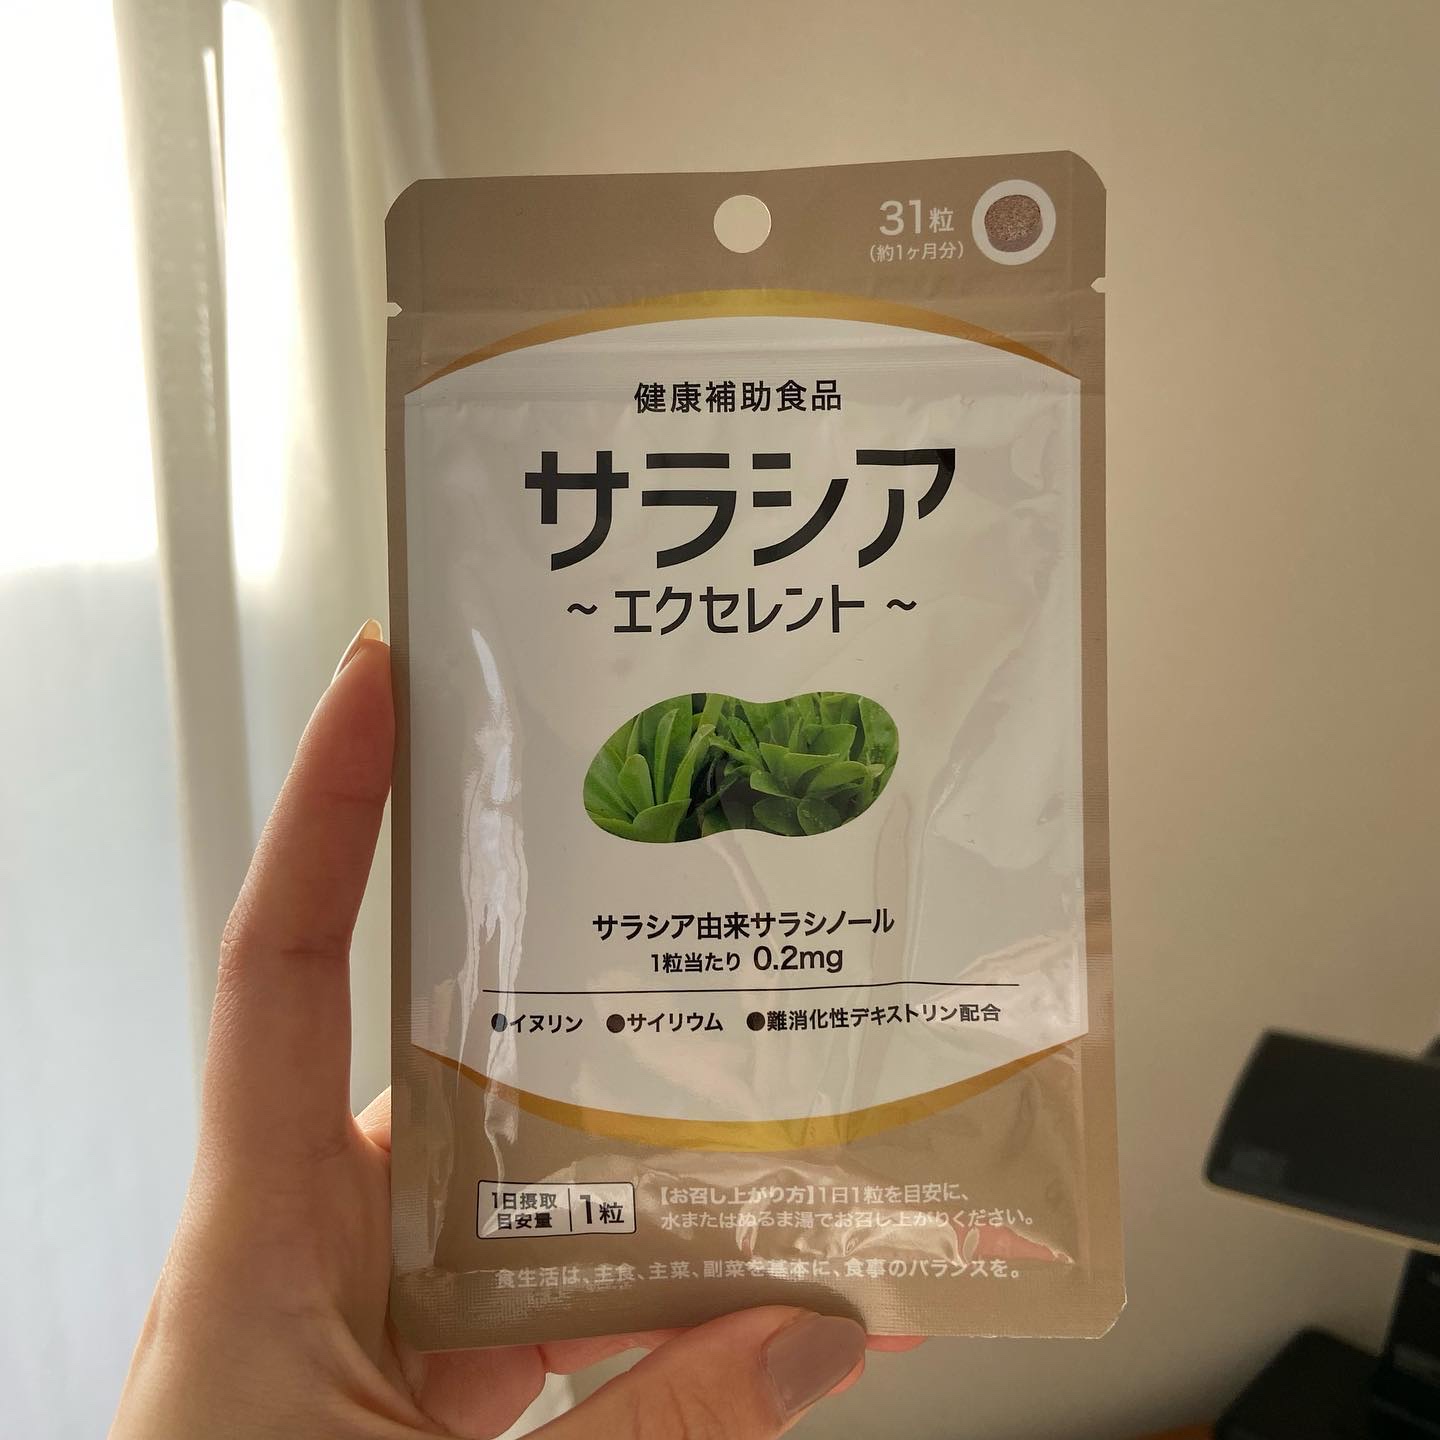 31粒
(約1ヶ月分)
健康補助食品
サラシア
~エクセレント~
サラシア由来サラシノール
1粒当たり 0.2mg
●イヌリン ●サイリウム ●難消化性デキストリン配合
1日摂取
目安量
1粒
【お召し上がり方】1日1粒を目安に、
水またはぬるま湯でお召し上がりください。
食生活は、主食、主菜、副菜を基本に、食事のバランスを。